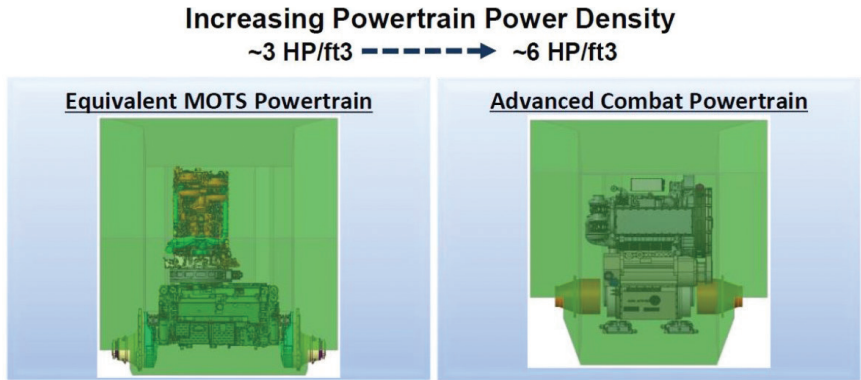 Increasing Powertrain Power Density
~3 HP/ft3 ~6 HP/ft3
Equivalent MOTS Powertrain
Advanced Combat Powertrain